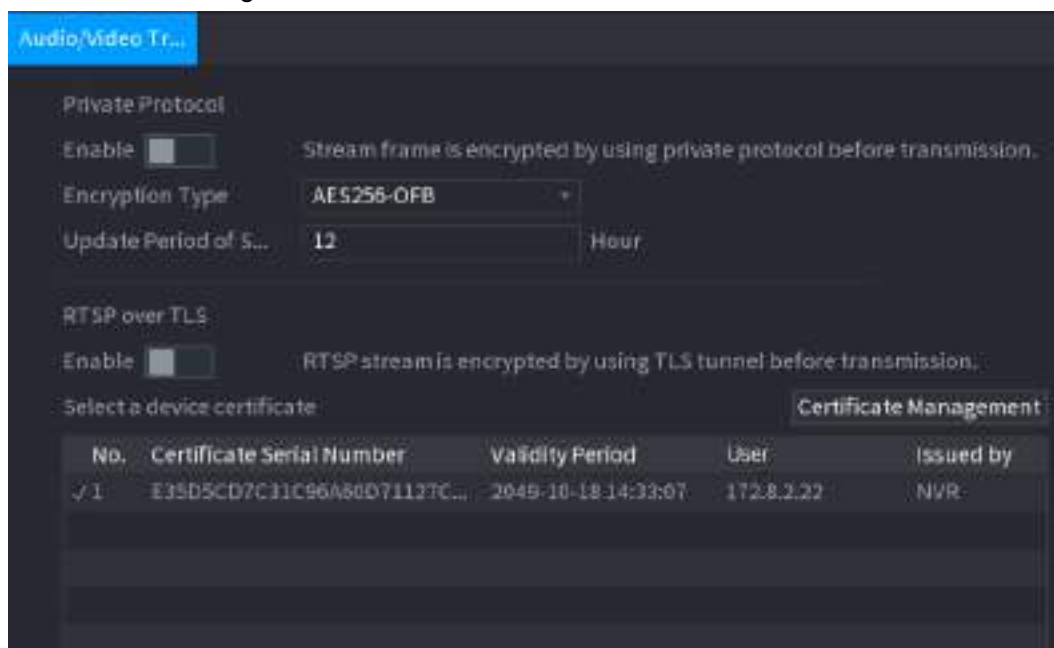 Audio/Video Tr...
Private Protocol
Enable Stream frame is encrypted by using private protocol before transmission.
Encryption Type AES256-OFB
Update Period of S... 12 Hour
RTSP over TLS
Enable RTSP stream is encrypted by using TLS tunnel before transmission.
Select a device certificate Certificate Management
No. Certificate Serial Number Validity Period User Issued by
1 2049-10-18 14:33:07 172.8.2.22 NVR